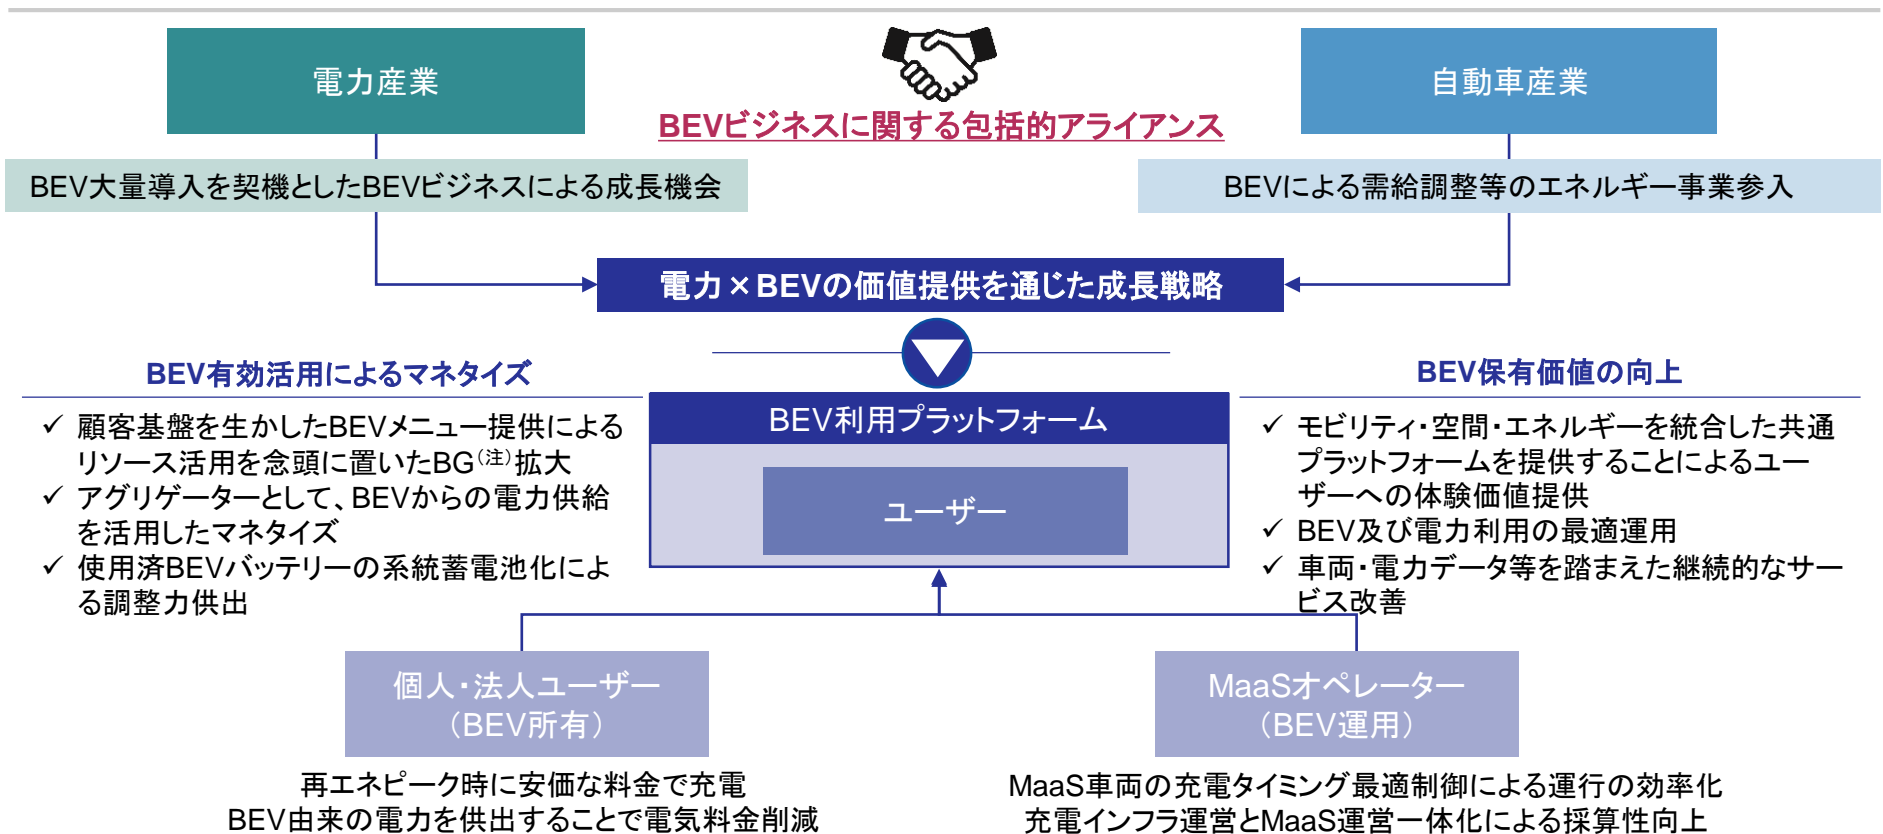 電力産業
BEVビジネスに関する包括的アライアンス
自動車産業
BEV大量導入を契機としたBEVビジネスによる成長機会
BEVによる需給調整等のエネルギー事業参入
電力×BEVの価値提供を通じた成長戦略
BEV有効活用によるマネタイズ
✓ 顧客基盤を生かしたBEVメニュー提供による
リソース活用を念頭に置いたBG(注)拡大
✓ アグリゲーターとして、BEVからの電力供給
を活用したマネタイズ
✓ 使用済BEVバッテリーの系統蓄電池化によ
る調整力供出
BEV利用プラットフォーム
ユーザー
BEV保有価値の向上
✓ モビリティ・空間・エネルギーを統合した共通
プラットフォームを提供することによるユー
ザーへの体験価値提供
✓ BEV及び電力利用の最適運用
✓ 車両・電力データ等を踏まえた継続的なサー
ビス改善
個人・法人ユーザー
（BEV所有）
再エネピーク時に安価な料金で充電
BEV由来の電力を供出することで電気料金削減
MaaSオペレーター
（BEV運用）
MaaS車両の充電タイミング最適制御による運行の効率化
充電インフラ運営とMaaS運営一体化による採算性向上